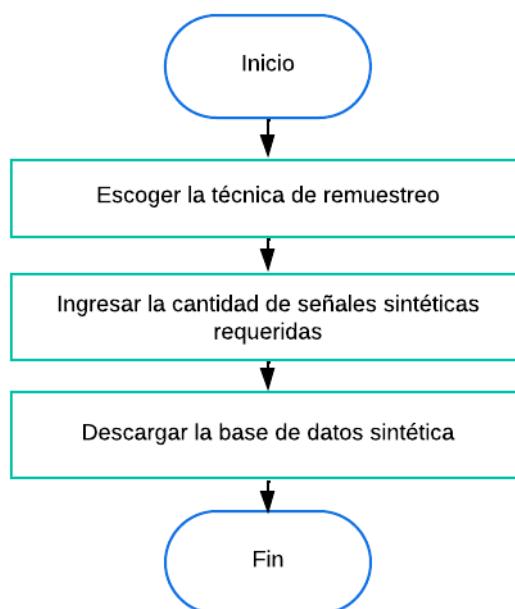 Inicio
Escoger la técnica de remuestreo
Ingresar la cantidad de señales sintéticas
requeridas
Descargar la base de datos sintética
Fin